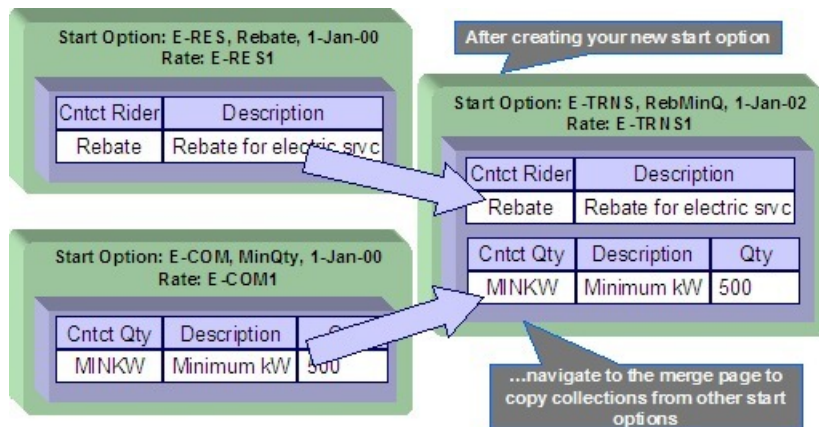 Start Option: E-RES, Rebate, 1-Jan-00
Rate: E-RES1
Cntct Rider Description
Rebate Rebate for electric srvc
Start Option: E-COM, MinQty, 1-Jan-00
Rate: E-COM1
Cntct Qty Description
MINKW Minimum kW 500
After creating your new start option
Start Option: E-TRNS, RebMinQ, 1-Jan-02
Rate: E-TRNS1
Cntct Rider Description
Rebate Rebate for electric srvc
Cntct Qty Description Qty
MINKW Minimum kW 500
...navigate to the merge page to
copy collections from other start
options